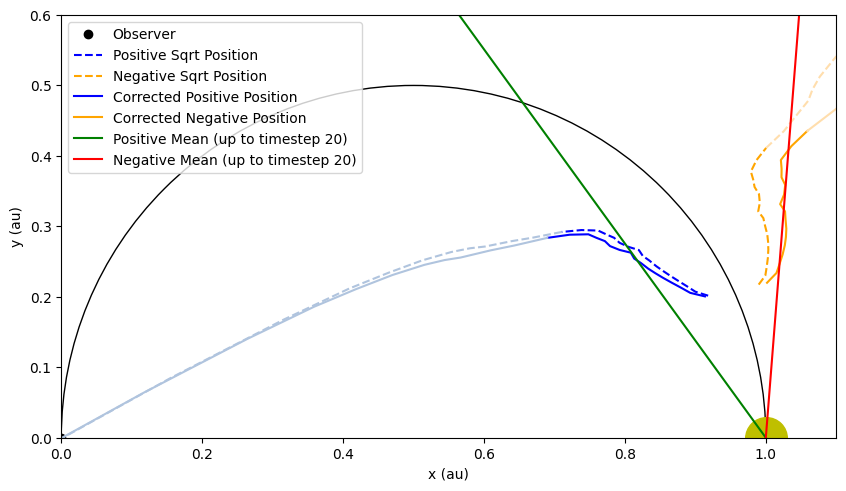 Observer
Positive Sqrt Position
Negative Sqrt Position
Corrected Positive Position
Corrected Negative Position
Positive Mean (up to timestep 20)
Negative Mean (up to timestep 20)
y (au)
0.6
0.5
0.4
0.3
0.2
0.1
0.0
0.0 0.2 0.4 0.6 0.8 1.0
x (au)